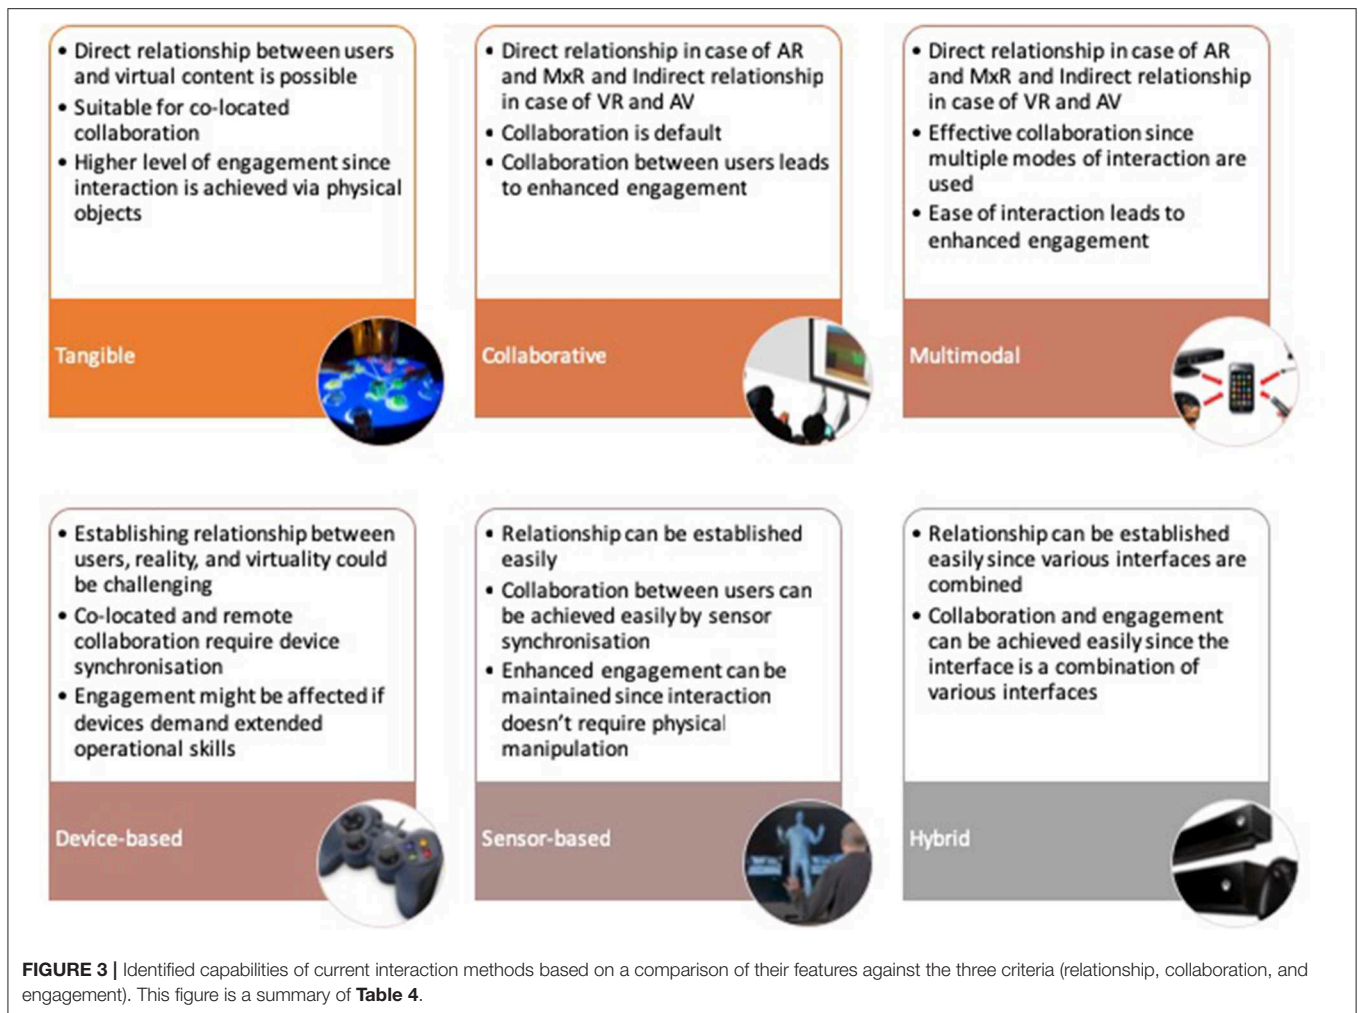 • Direct relationship between users
and virtual content is possible
• Suitable for co-located
collaboration
• Higher level of engagement since
interaction is achieved via physical
objects
Tangible
• Direct relationship in case of AR
and MxR and Indirect relationship
in case of VR and AV
• Collaboration is default
• Collaboration between users leads
to enhanced engagement
Collaborative
• Direct relationship in case of AR
and MxR and Indirect relationship
in case of VR and AV
• Effective collaboration since
multiple modes of interaction are
used
• Ease of interaction leads to
enhanced engagement
Multimodal
• Establishing relationship between
users, reality, and virtuality could
be challenging
• Co-located and remote
collaboration require device
synchronisation
• Engagement might be affected if
devices demand extended
operational skills
Device-based
• Relationship can be established
easily
• Collaboration between users can
be achieved easily by sensor
synchronisation
• Enhanced engagement can be
maintained since interaction
doesn't require physical
manipulation
Sensor-based
• Relationship can be established
easily since various interfaces are
combined
• Collaboration and engagement
can be achieved easily since the
interface is a combination of
various interfaces
Hybrid
FIGURE 3 | Identified capabilities of current interaction methods based on a comparison of their features against the three criteria (relationship, collaboration, and
engagement). This figure is a summary of Table 4.